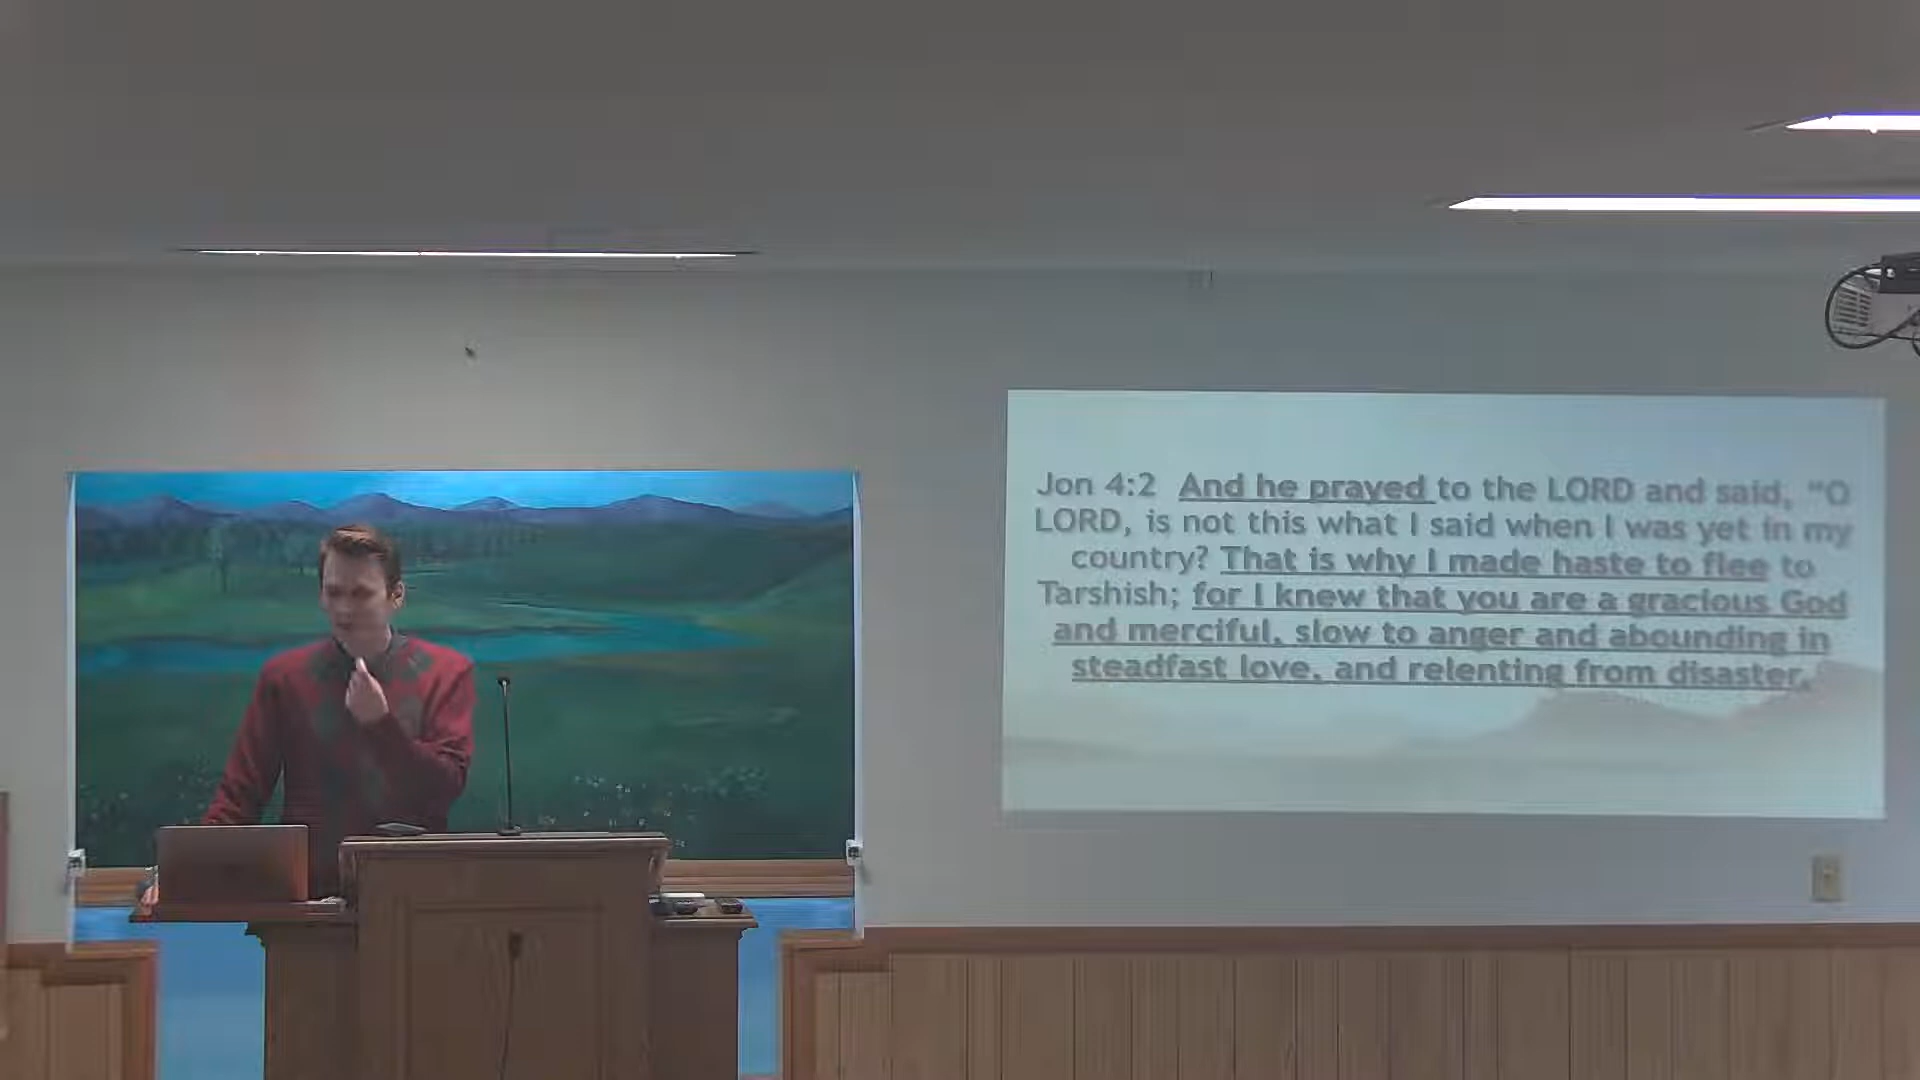 Jon 4:2 And he prayed to the LORD and said, "O
LORD, is not this what I said when I was yet in my
country? That is why I made haste to flee to
Tarshish; for I knew that you are a gracious God
and merciful, slow to anger and abounding in
steadfast love, and relenting from disaster.